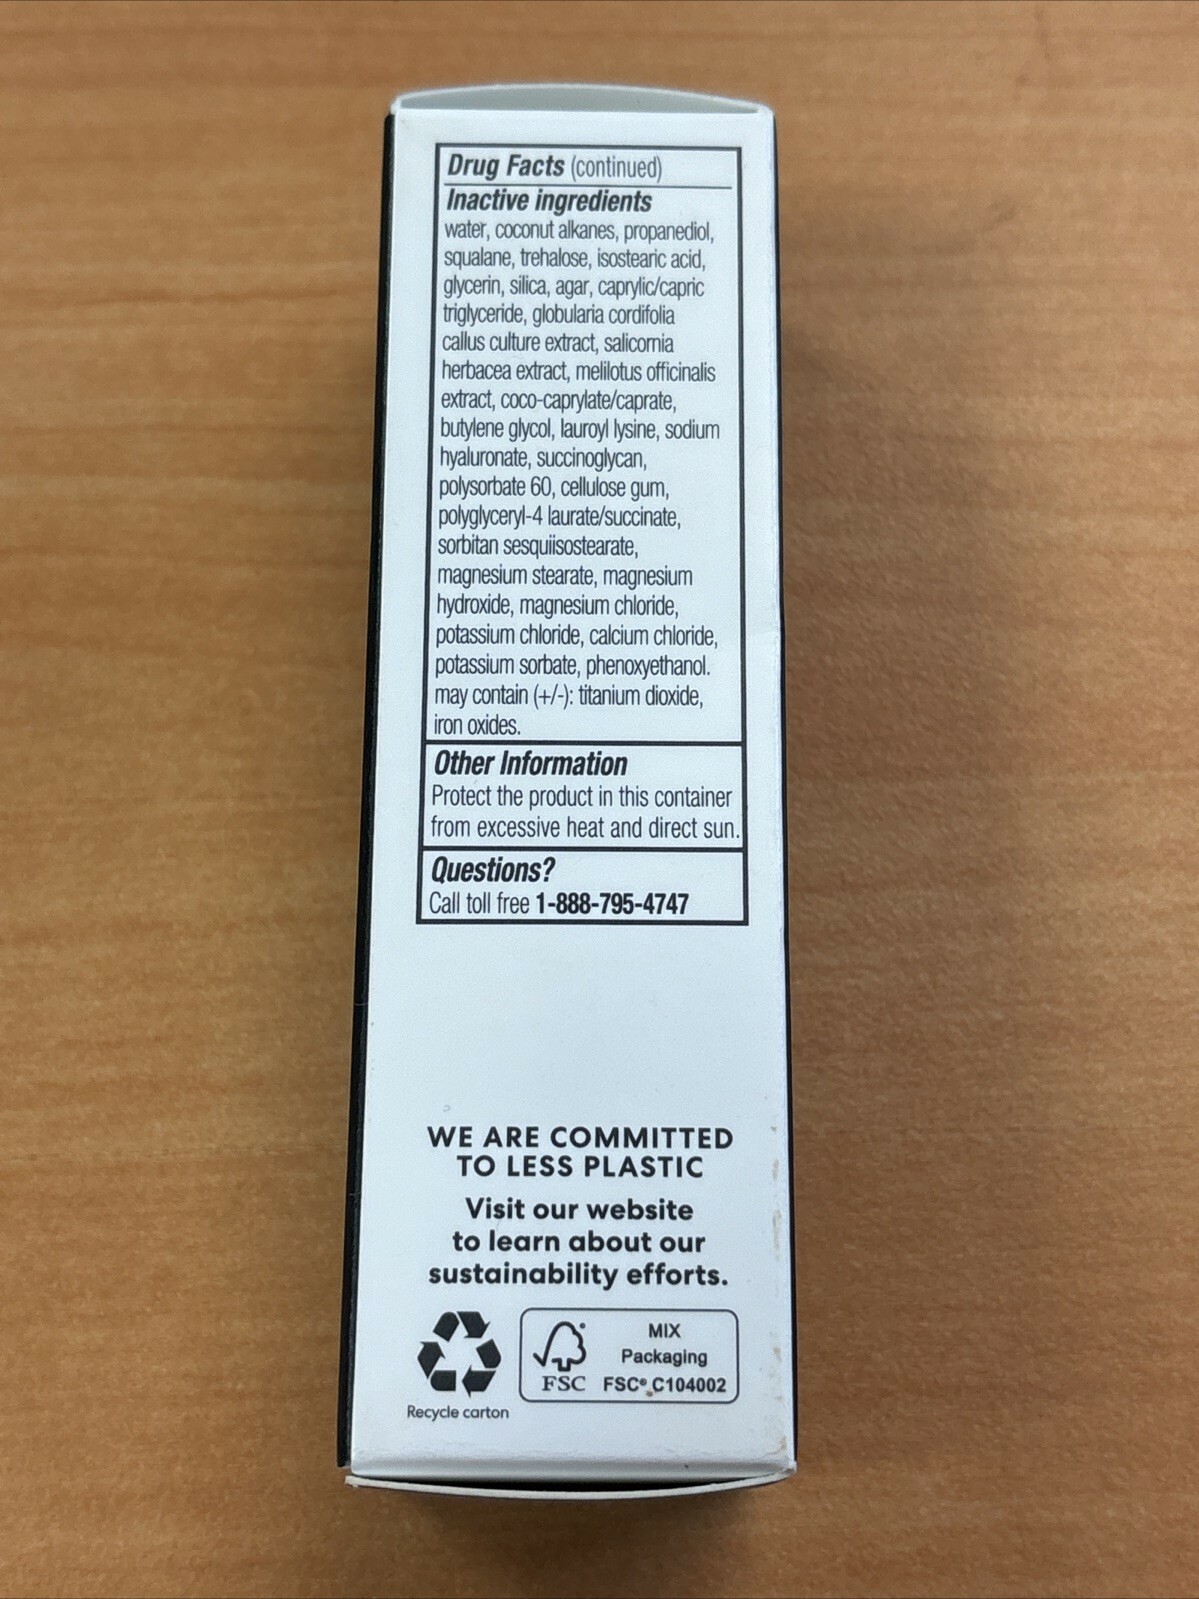 Drug Facts (continued)
Inactive ingredients
water, coconut alkanes, propanediol,
squalane, trehalose, isostearic acid,
glycerin, silica, agar, caprylic/capric
triglyceride, globularia cordifolia
callus culture extract, salicornia
herbacea extract, melilotus officinalis
extract, coco-caprylate/caprate,
butylene glycol, lauroyl lysine, sodium
hyaluronate, succinoglycan,
polysorbate 60, cellulose gum,
polyglyceryl-4 laurate/succinate,
sorbitan sesquiisostearate,
magnesium stearate, magnesium
hydroxide, magnesium chloride,
potassium chloride, calcium chloride,
potassium sorbate, phenoxyethanol.
may contain (+/-): titanium dioxide,
iron oxides.
Other Information
Protect the product in this container
from excessive heat and direct sun.
Questions?
Call toll free 1-888-795-4747
WE ARE COMMITTED
TO LESS PLASTIC
Visit our website
to learn about our
sustainability efforts.
Recycle carton
FSC
MIX
Packaging
FSC® C104002